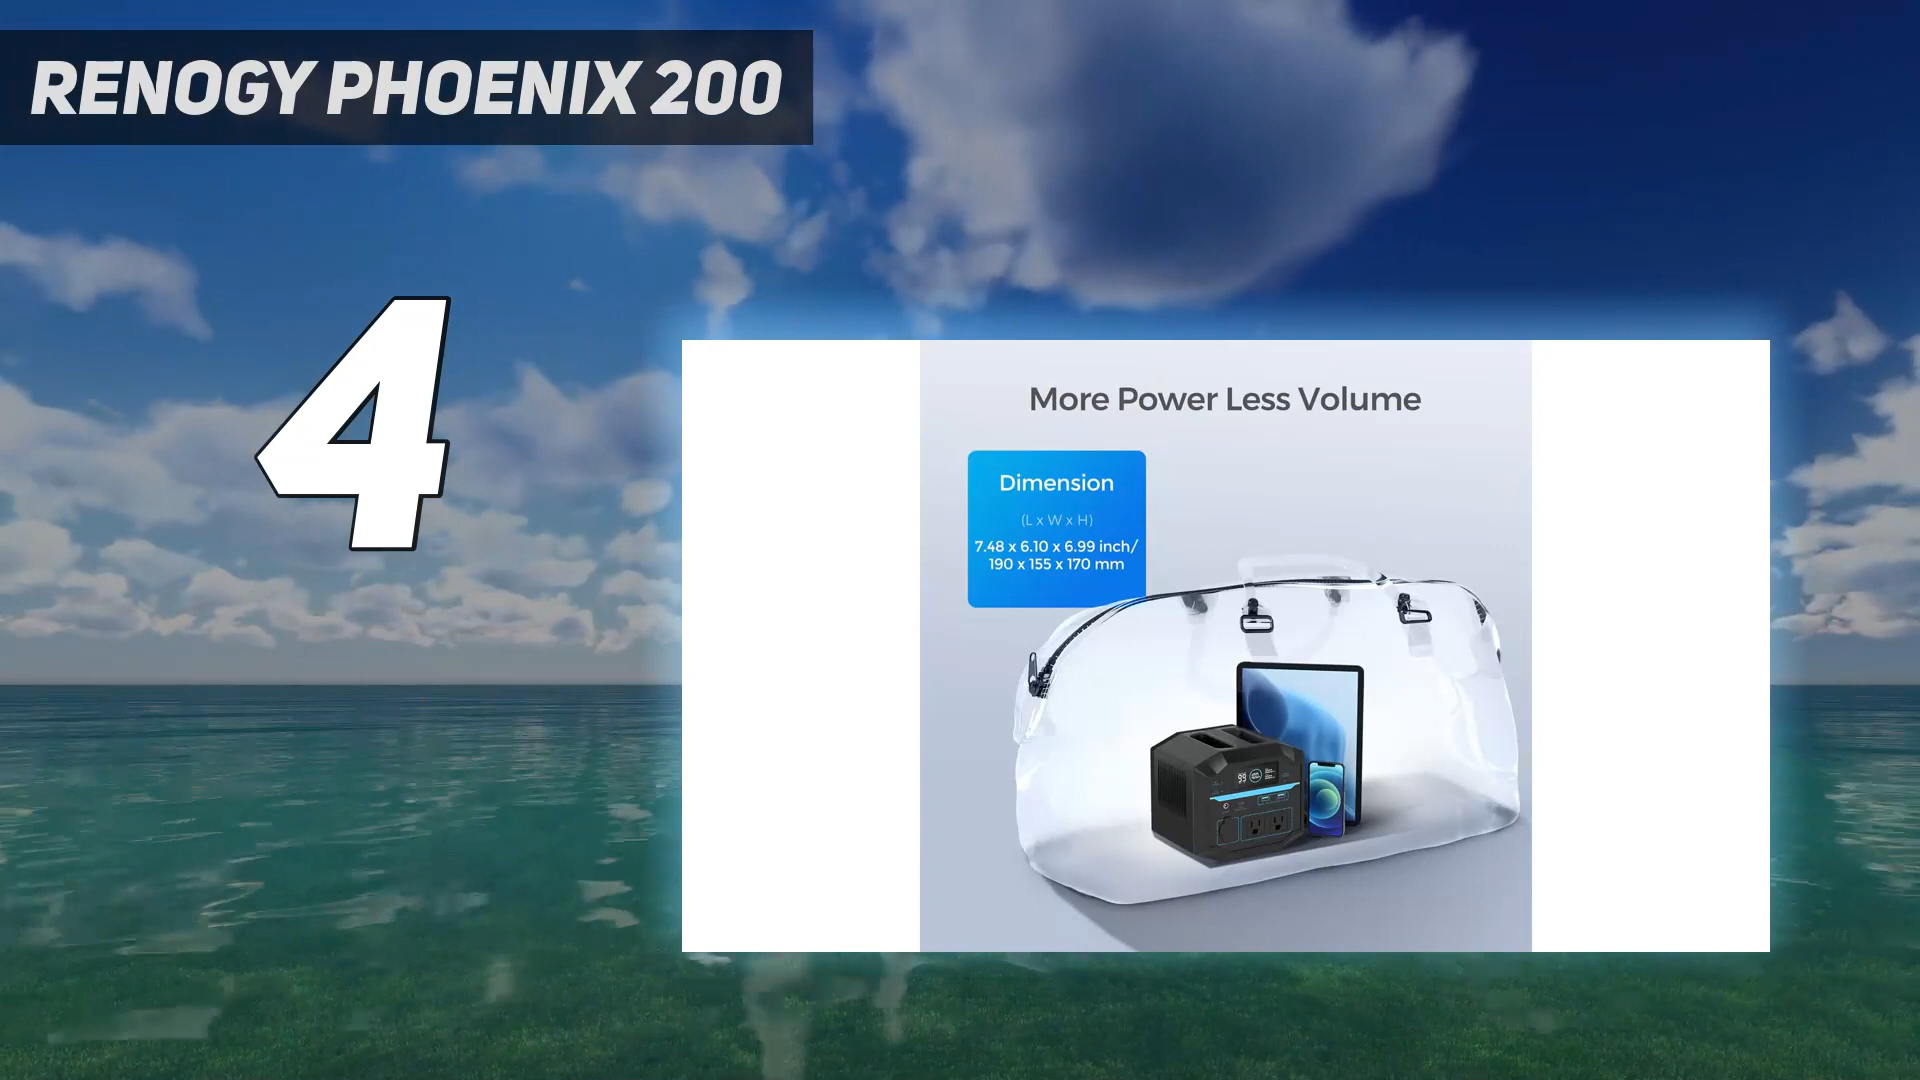 RENOGY PHOENIX 200
4
More Power Less Volume
Dimension
(L x W x H)
7.48 x 6.10 x 6.99 inch/
190 x 155 x 170 mm
99